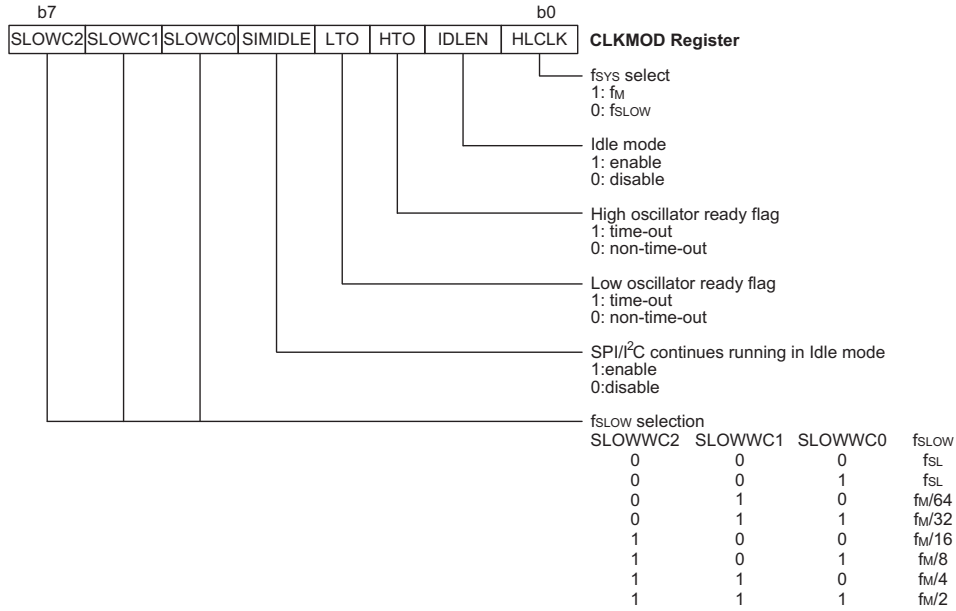 b7 b0
SLOWC2 SLOWC1 SLOWC0 SIMIDLE LTO HTO IDLEN HLCLK CLKMOD Register
fSYS select
1: fM
0: fSLOW
Idle mode
1: enable
0: disable
High oscillator ready flag
1: time-out
0: non-time-out
Low oscillator ready flag
1: time-out
0: non-time-out
SPI/I2C continues running in Idle mode
1:enable
0:disable
fSLOW selection
SLOWWC2 SLOWWC1 SLOWWC0 fSLOW
0 0 0 fSL
0 0 1 fSL
0 1 0 fM/64
0 1 1 fM/32
1 0 0 fM/16
1 0 1 fM/8
1 1 0 fM/4
1 1 1 fM/2